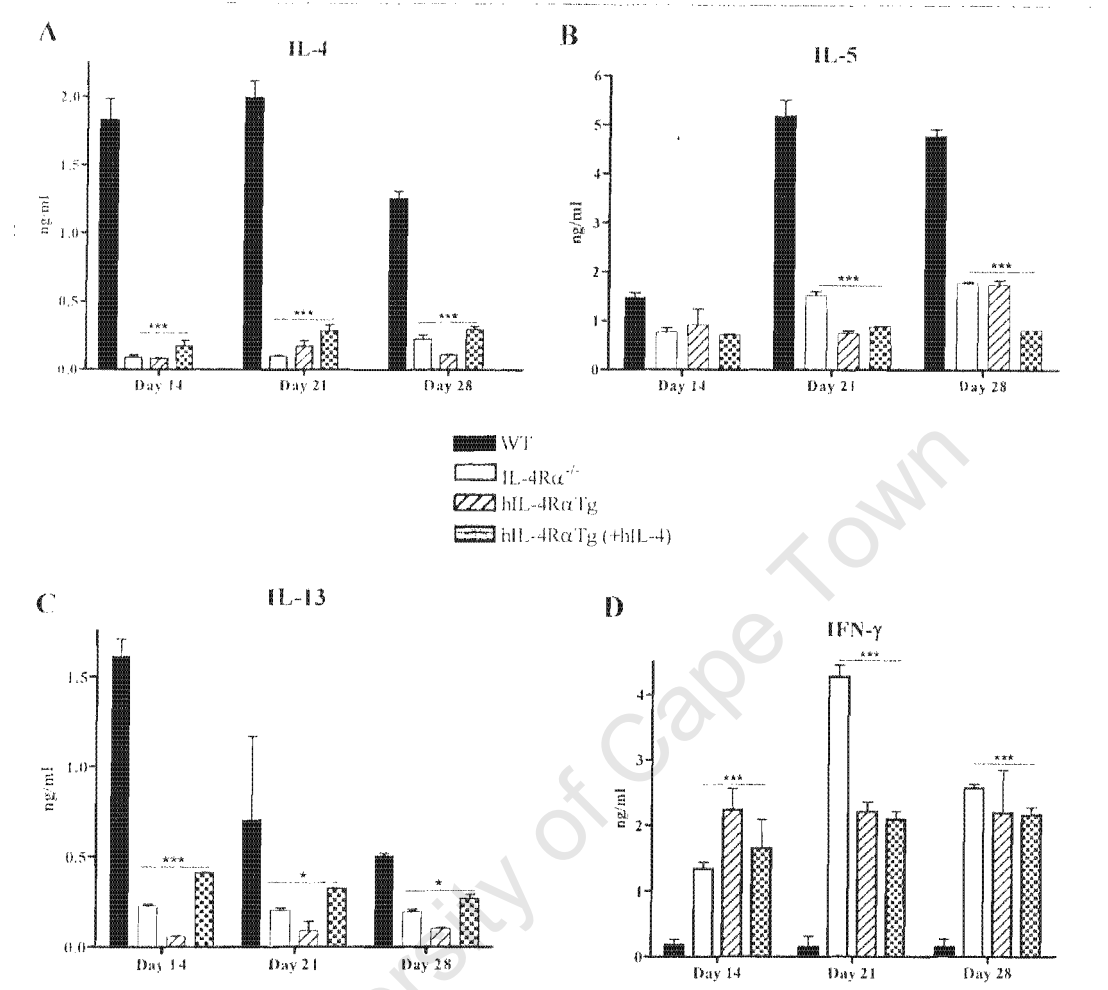 A
IL-4
ng/ml
2.0
1.5
1.0
0.5
0.0
***
***
***
Day 14
Day 21
Day 28
B
IL-5
ng/ml
6
5
4
3
2
1
0
***
***
Day 14
Day 21
Day 28
WT
IL-4Rα-/-
hIL-4RαTg
hIL-4RαTg (+hIL-4)
C
IL-13
ng/ml
1.5
1.0
0.5
0.0
***
*
*
Day 14
Day 21
Day 28
D
IFN-γ
ng/ml
4
3
2
1
0
***
***
***
Day 14
Day 21
Day 28
ersity of Cape Town